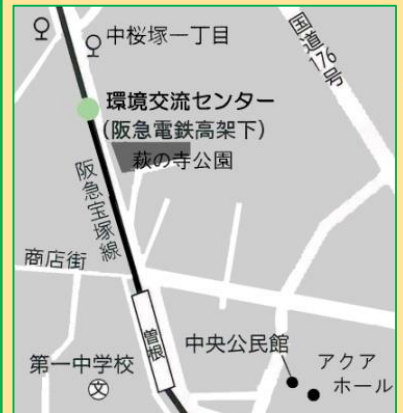 中桜塚一丁目
国道176号
環境交流センター
(阪急電鉄高架下)
萩の寺公園
阪急宝塚線
商店街
曽根
中央公民館
アクア
ホール
第一中学校
文